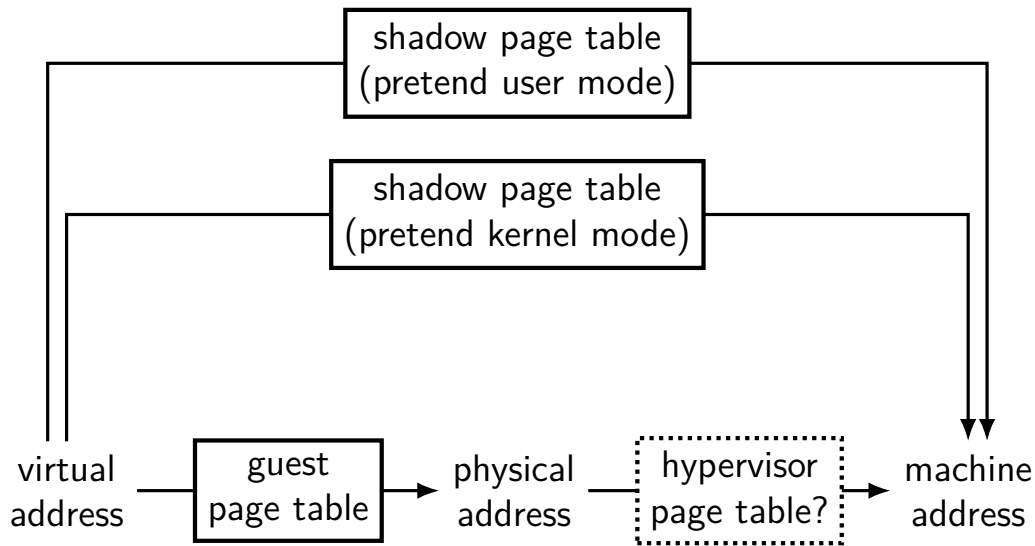 shadow page table
(pretend user mode)
shadow page table
(pretend kernel mode)
virtual
address
guest
page table
physical
address
hypervisor
page table?
machine
address